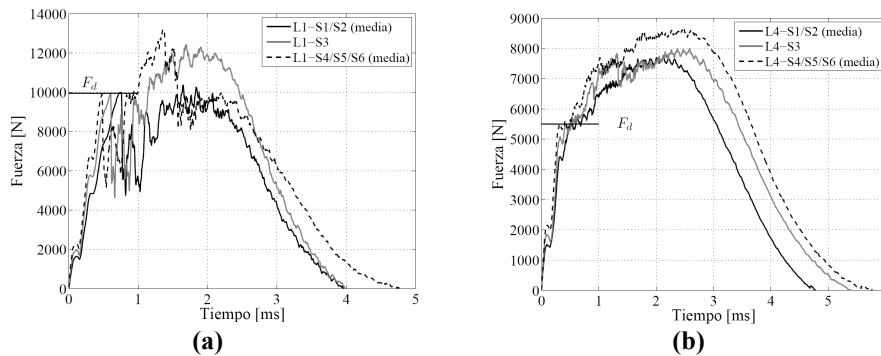 14000
12000
10000
8000
6000
4000
2000
0
Fuerza [N]
L1−S1/S2 (media)
L1−S3
L1−S4/S5/S6 (media)
F_d
0 1 2 3 4 5
Tiempo [ms]
(a)
9000
8000
7000
6000
5000
4000
3000
2000
1000
0
Fuerza [N]
L4−S1/S2 (media)
L4−S3
L4−S4/S5/S6 (media)
F_d
0 1 2 3 4 5
Tiempo [ms]
(b)